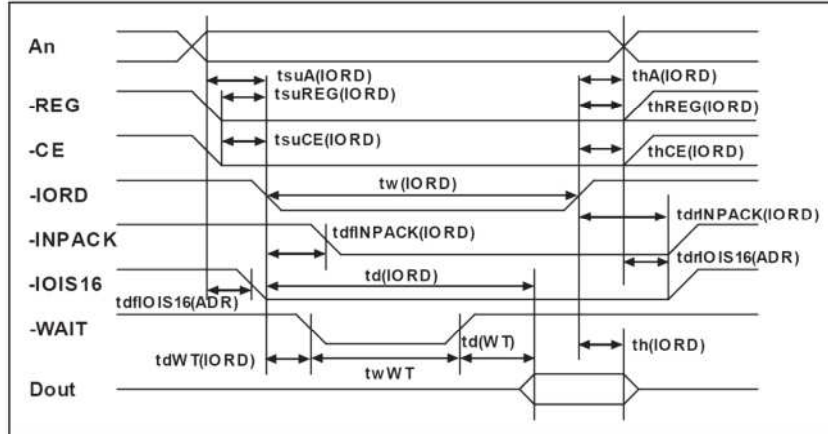 An
tsuA(IORD)
thA(IORD)
tsuREG(IORD)
-REG
thREG(IORD)
tsuCE(IORD)
-CE
thCE(IORD)
tw(IORD)
-IORD
tdrINPACK(IORD)
tdfINPACK(IORD)
-INPACK
tdrIOIS16(ADR)
td(IORD)
-IOIS16
tdfIOIS16(ADR)
-WAIT
td(WT)
th(IORD)
tdWT(IORD)
twWT
Dout